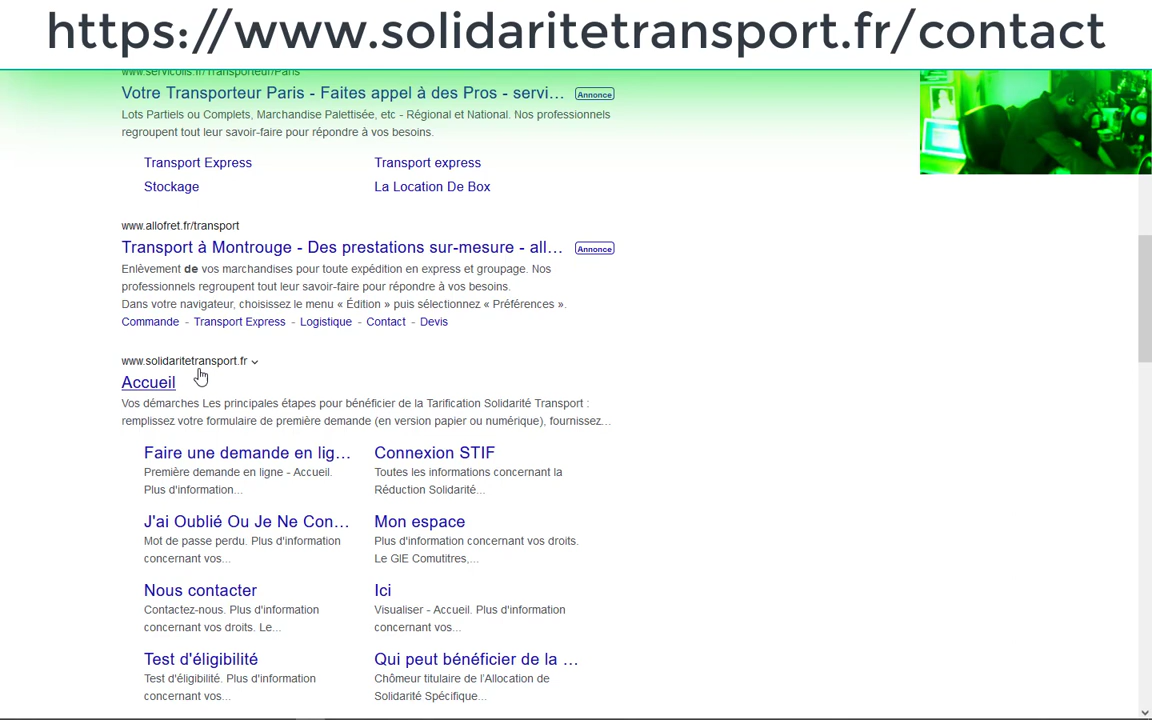 https://www.solidaritetransport.fr/contact
www.servicolis.fr/Transporteur/Paris
Votre Transporteur Paris - Faites appel à des Pros - servi... Annonce
Lots Partiels ou Complets, Marchandise Palettisée, etc - Régional et National. Nos professionnels
regroupent tout leur savoir-faire pour répondre à vos besoins.
Transport Express Transport express
Stockage La Location De Box
www.allofret.fr/transport
Transport à Montrouge - Des prestations sur-mesure - all... Annonce
Enlèvement de vos marchandises pour toute expédition en express et groupage. Nos
professionnels regroupent tout leur savoir-faire pour répondre à vos besoins.
Dans votre navigateur, choisissez le menu « Édition » puis sélectionnez « Préférences ».
Commande - Transport Express - Logistique - Contact - Devis
www.solidaritetransport.fr
Accueil
Vos démarches Les principales étapes pour bénéficier de la Tarification Solidarité Transport :
remplissez votre formulaire de première demande (en version papier ou numérique), fournissez...
Faire une demande en lig... Connexion STIF
Première demande en ligne - Accueil. Toutes les informations concernant la
Plus d'information... Réduction Solidarité...
J'ai Oublié Ou Je Ne Con... Mon espace
Mot de passe perdu. Plus d'information Plus d'information concernant vos droits.
concernant vos... Le GIE Comutitres,...
Nous contacter Ici
Contactez-nous. Plus d'information Visualiser - Accueil. Plus d'information
concernant vos droits. Le... concernant vos...
Test d'éligibilité Qui peut bénéficier de la ...
Test d'éligibilité. Plus d'information Chômeur titulaire de l'Allocation de
concernant vos... Solidarité Spécifique...